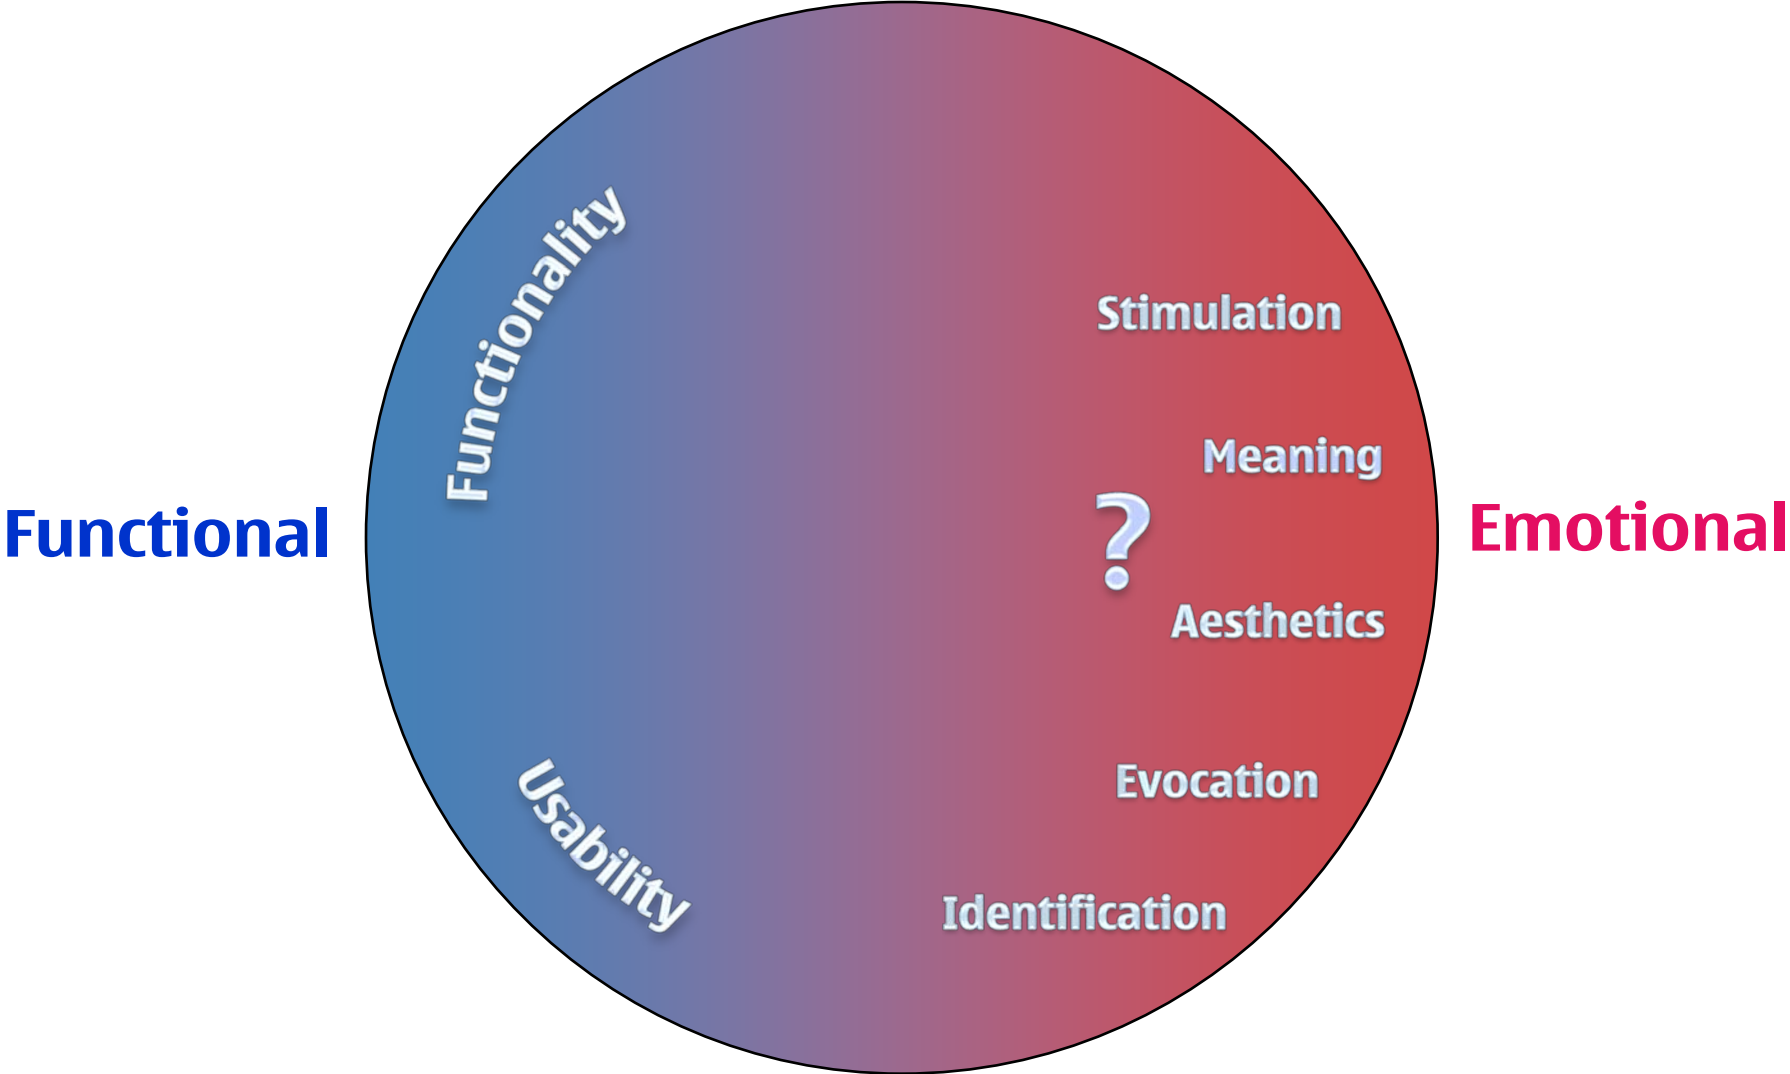 Functionality
Stimulation
Meaning
Functional
?
Emotional
Aesthetics
Usability
Evocation
Identification